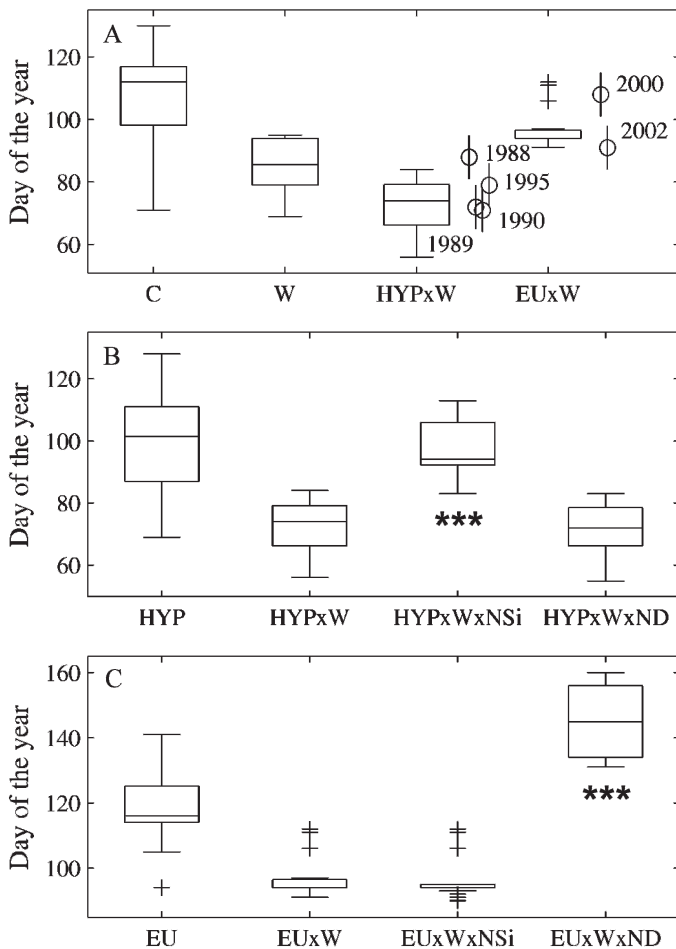 A
Day of the year
120
100
80
60
2000
2002
1988
1995
1990
1989
C W HYPxW EUxW
B
Day of the year
120
100
80
60
***
HYP HYPxW HYPxWxNSi HYPxWxND
C
Day of the year
160
140
120
100
***
EU EUxW EUxWxNSi EUxWxND